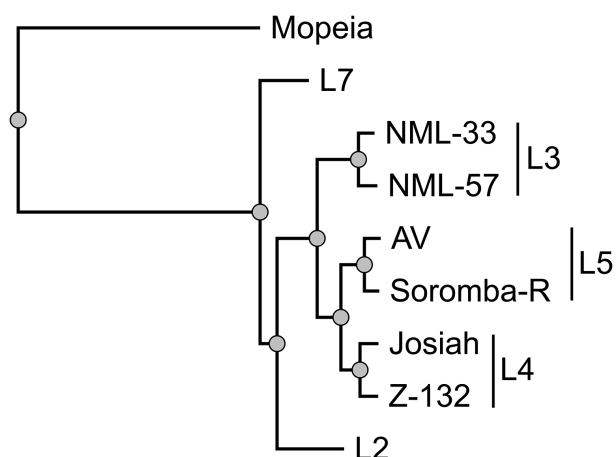 Mopeia
L7
NML-33
L3
NML-57
AV
L5
Soromba-R
Josiah
L4
Z-132
L2